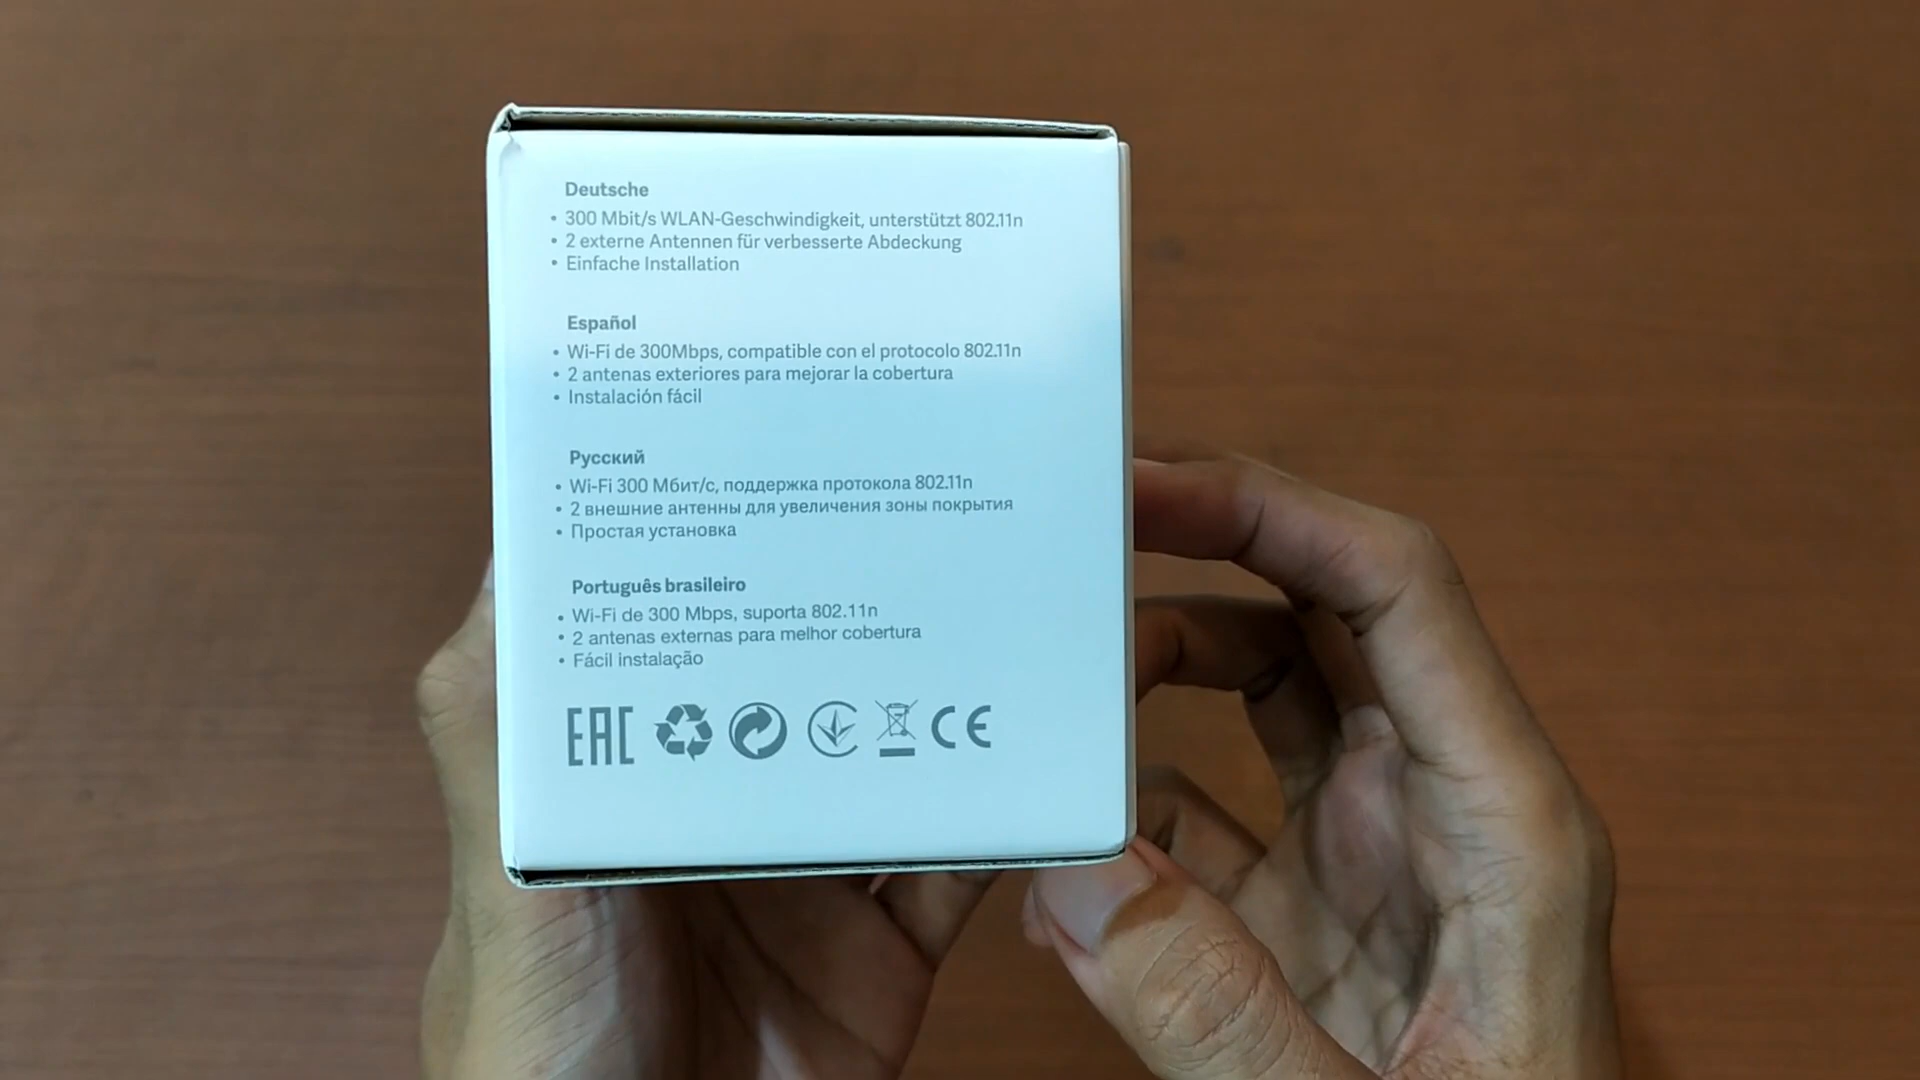 Deutsche
• 300 Mbit/s WLAN-Geschwindigkeit, unterstützt 802.11n
• 2 externe Antennen für verbesserte Abdeckung
• Einfache Installation
Español
• Wi-Fi de 300Mbps, compatible con el protocolo 802.11n
• 2 antenas exteriores para mejorar la cobertura
• Instalación fácil
Русский
• Wi-Fi 300 Мбит/с, поддержка протокола 802.11n
• 2 внешние антенны для увеличения зоны покрытия
• Простая установка
Português brasileiro
• Wi-Fi de 300 Mbps, suporta 802.11n
• 2 antenas externas para melhor cobertura
• Fácil instalação
EAC CE